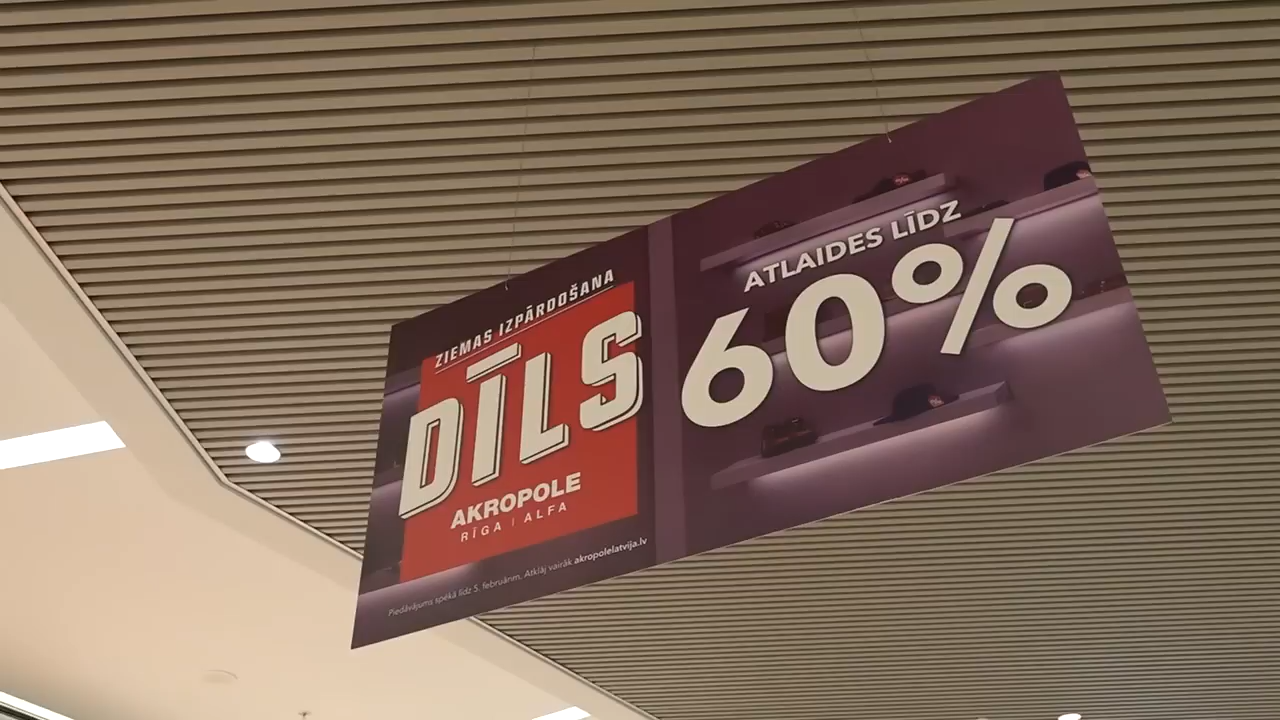 ZIEMAS IZPĀRDOŠANA
DĪLS
AKROPOLE
RĪGA | ALFA
Piedāvājums spēkā līdz 5. februārim. Atklāj vairāk akropolelatvija.lv
ATLAIDES LĪDZ
60%